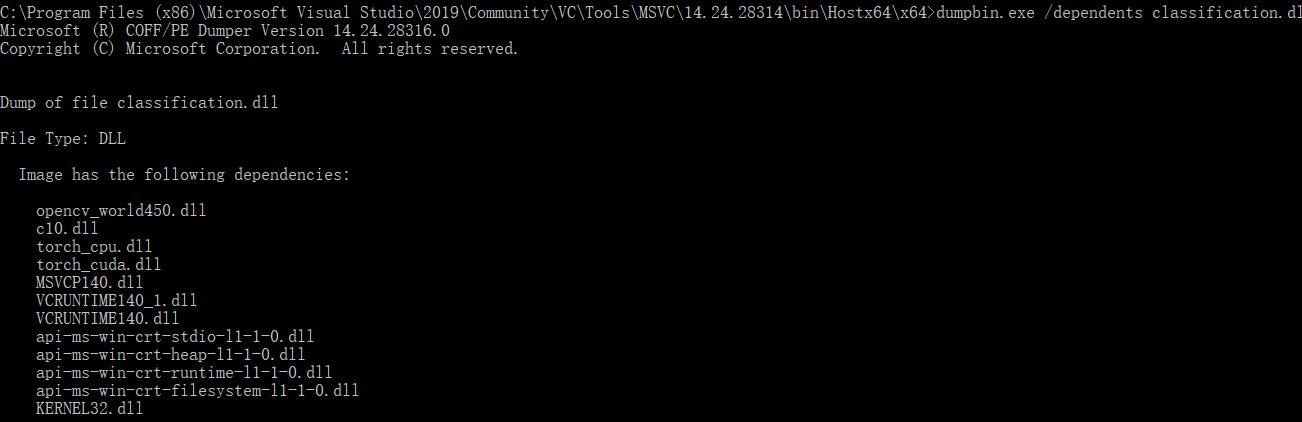 C:\Program Files (x86)\Microsoft Visual Studio\2019\Community\VC\Tools\MSVC\14.24.28314\bin\Hostx64\x64>dumpbin.exe /dependents classification.dl
Microsoft (R) COFF/PE Dumper Version 14.24.28316.0
Copyright (C) Microsoft Corporation.  All rights reserved.
Dump of file classification.dll
File Type: DLL
Image has the following dependencies:
opencv_world450.dll
c10.dll
torch_cpu.dll
torch_cuda.dll
MSVCP140.dll
VCRUNTIME140_1.dll
VCRUNTIME140.dll
api-ms-win-crt-stdio-l1-1-0.dll
api-ms-win-crt-heap-l1-1-0.dll
api-ms-win-crt-runtime-l1-1-0.dll
api-ms-win-crt-filesystem-l1-1-0.dll
KERNEL32.dll